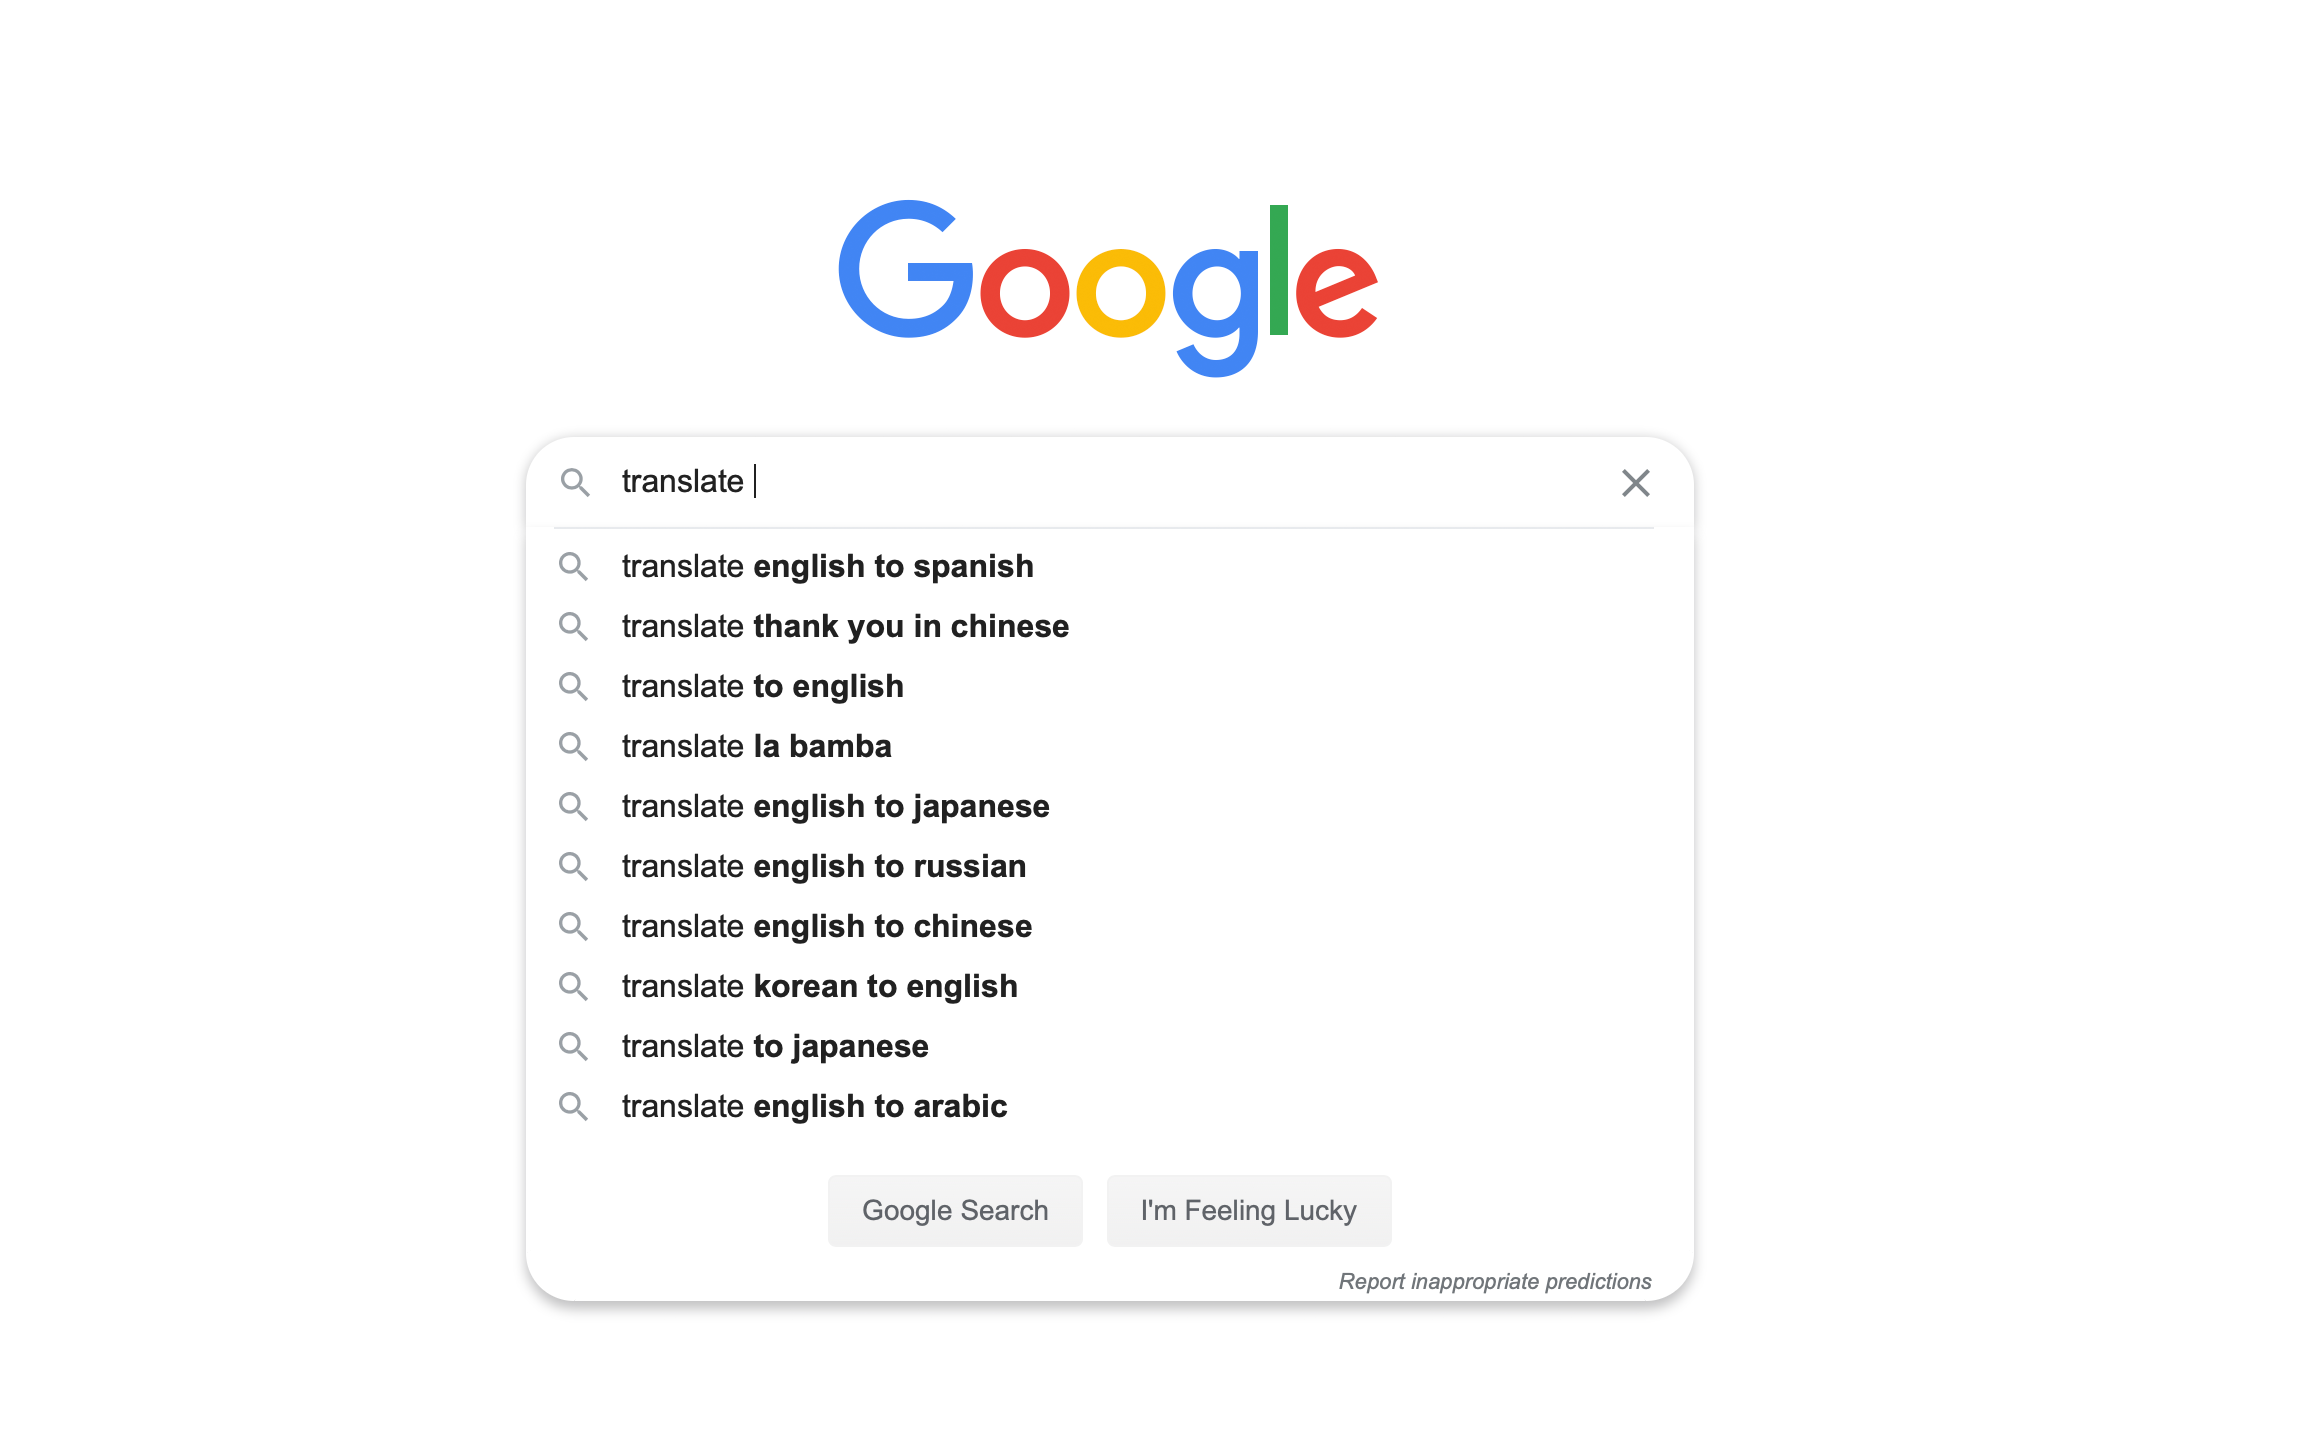 Google
translate
translate english to spanish
translate thank you in chinese
translate to english
translate la bamba
translate english to japanese
translate english to russian
translate english to chinese
translate korean to english
translate to japanese
translate english to arabic
Google Search I'm Feeling Lucky
Report inappropriate predictions